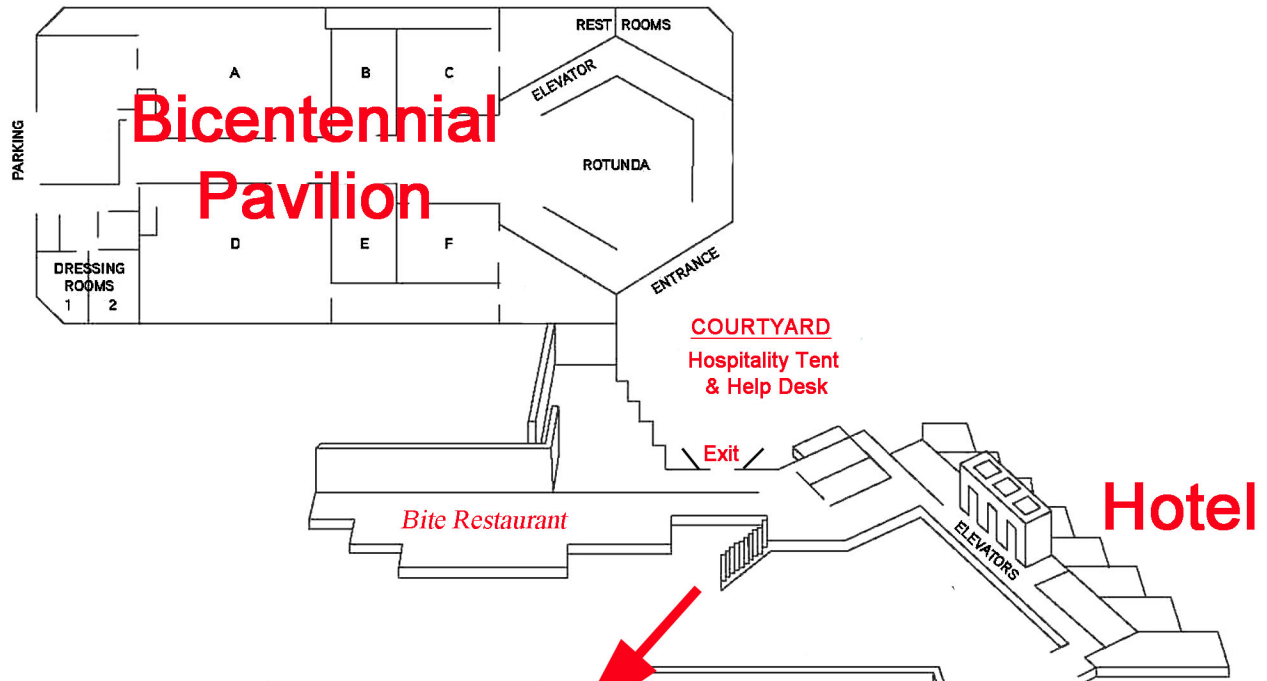 REST ROOMS
ELEVATOR
A
B
C
Bicentennial
Pavilion
PARKING
ROTUNDA
D
E
F
ENTRANCE
DRESSING
ROOMS
1 2
COURTYARD
Hospitality Tent
& Help Desk
Exit
Bite Restaurant
Hotel
ELEVATORS